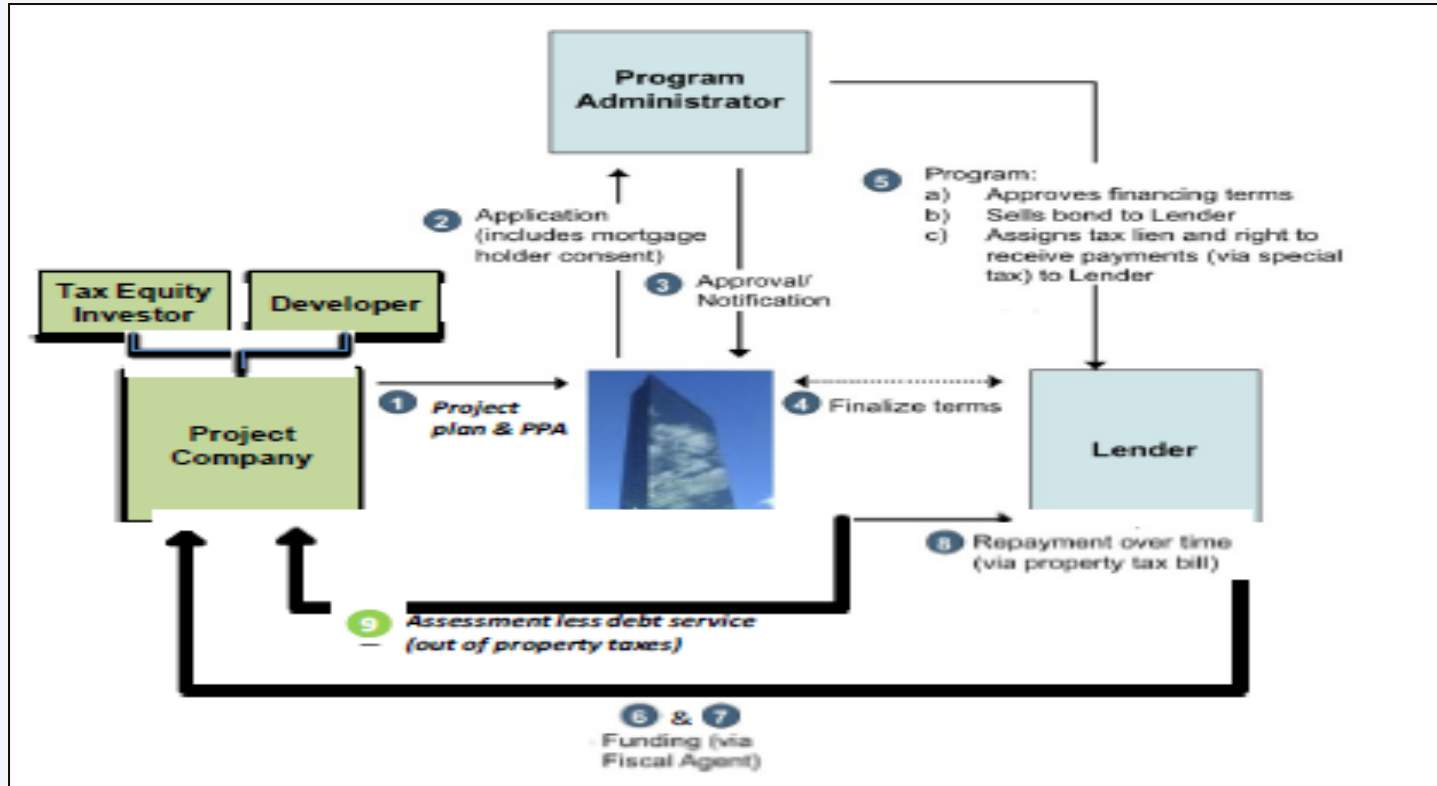 Program
Administrator
5 Program:
a) Approves financing terms
b) Sells bond to Lender
c) Assigns tax lien and right to
receive payments (via special
tax) to Lender
2 Application
(includes mortgage
holder consent)
3 Approval/
Notification
Tax Equity
Investor
Developer
Project
Company
1 Project
plan & PPA
4 Finalize terms
Lender
8 Repayment over time
(via property tax bill)
9 Assessment less debt service
(out of property taxes)
6 & 7
Funding (via
Fiscal Agent)